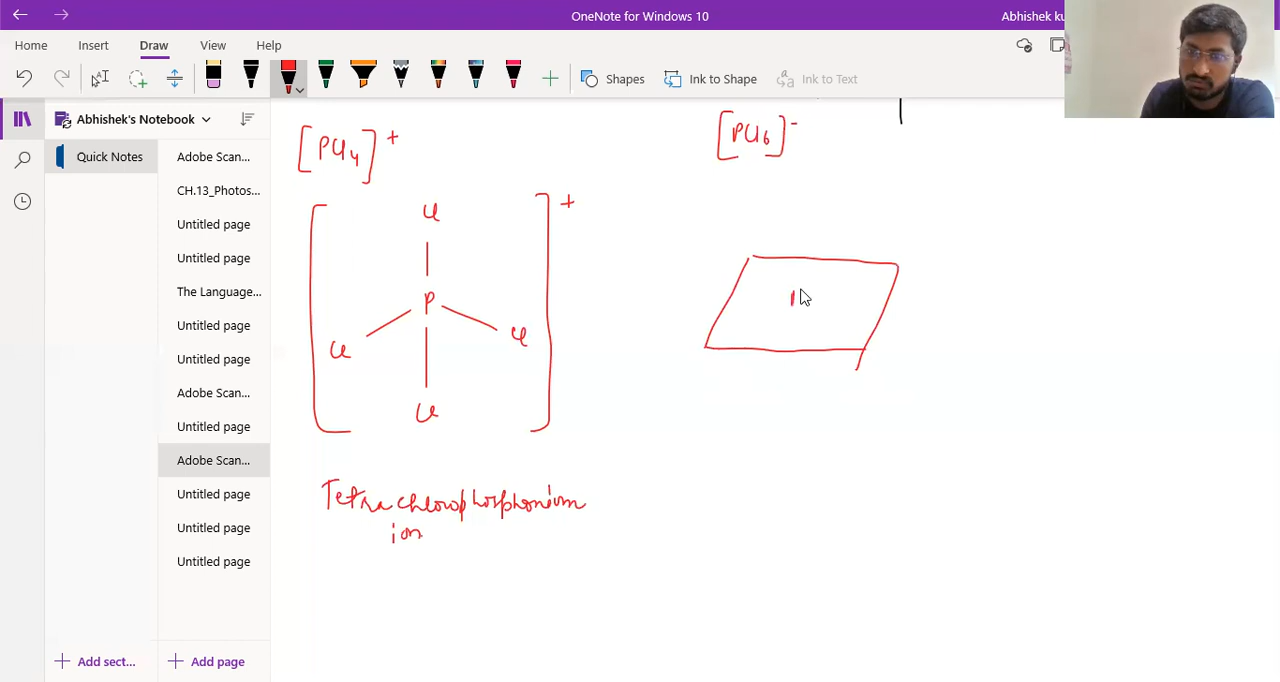 OneNote for Windows 10
Abhishek ku
Home Insert Draw View Help
Shapes Ink to Shape Ink to Text
Abhishek's Notebook
Quick Notes
Adobe Scan...
CH.13_Photos...
Untitled page
Untitled page
The Language...
Untitled page
Untitled page
Adobe Scan...
Untitled page
Adobe Scan...
Untitled page
Untitled page
Untitled page
Add sect...
Add page
[PCl4]+
[PCl6]-
Cl
P
Cl
Cl
Cl
+
Tetrachlorophosphonium
ion